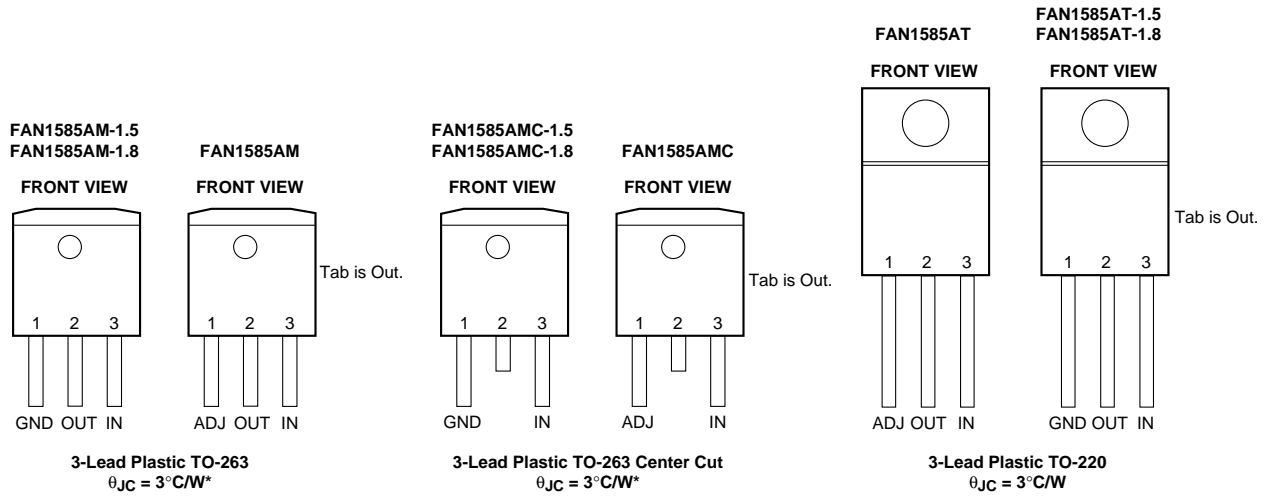 FAN1585AM-1.5
FAN1585AM-1.8
FRONT VIEW
1 2 3
GND OUT IN
FAN1585AM
FRONT VIEW
1 2 3
ADJ OUT IN
Tab is Out.
3-Lead Plastic TO-263
θJC = 3°C/W*
FAN1585AMC-1.5
FAN1585AMC-1.8
FRONT VIEW
1 2 3
GND IN
FAN1585AMC
FRONT VIEW
1 2 3
ADJ IN
Tab is Out.
3-Lead Plastic TO-263 Center Cut
θJC = 3°C/W*
FAN1585AT
FRONT VIEW
1 2 3
ADJ OUT IN
FAN1585AT-1.5
FAN1585AT-1.8
FRONT VIEW
1 2 3
GND OUT IN
Tab is Out.
3-Lead Plastic TO-220
θJC = 3°C/W